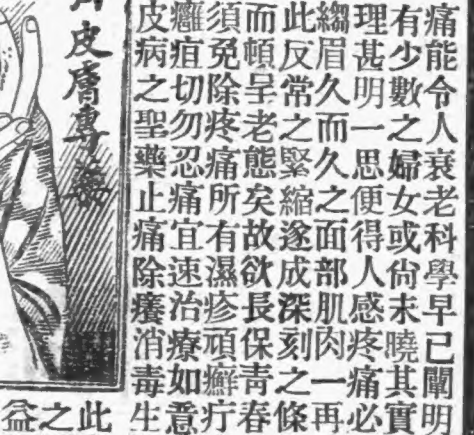 痛能令人衰老科學早已闡明
有少數之婦女或尙未曉其實
理甚明一思便得人感疼痛必
縐眉久而久之面部肌肉一再
此反常之緊縮遂成深刻之條
而頓呈老態矣故欲長保靑春
須免除疼痛所有濕疹頑癬疔
癰疽切勿忍痛宜速治療如意
皮病之聖藥止痛除癢消毒生
此
之
益
皮膚專